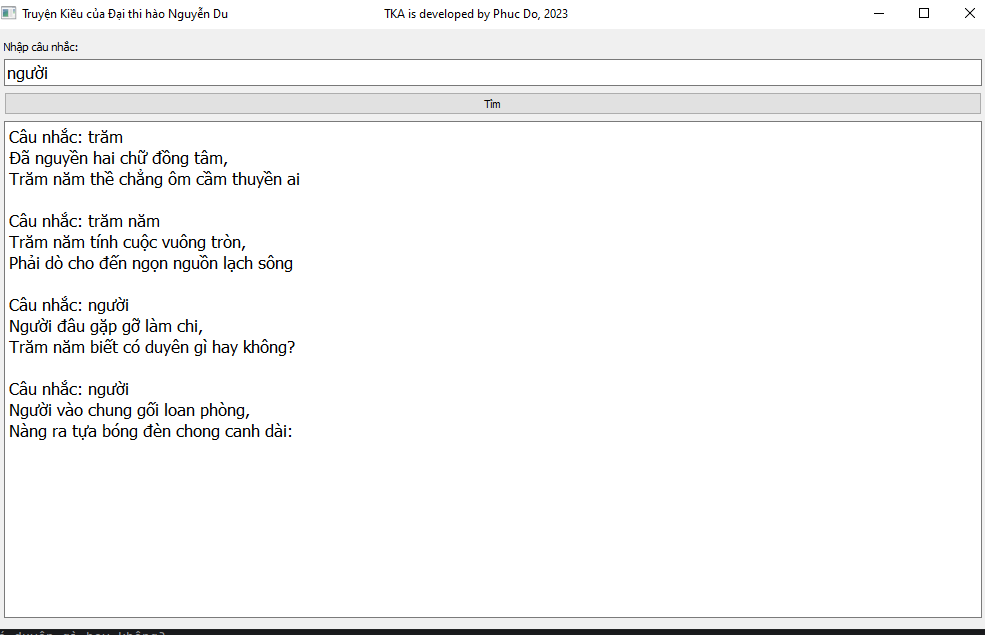 Truyện Kiều của Đại thi hào Nguyễn Du TKA is developed by Phuc Do, 2023
Nhập câu nhắc:
người
Tìm
Câu nhắc: trăm
Đã nguyền hai chữ đồng tâm,
Trăm năm thề chẳng ôm cầm thuyền ai
Câu nhắc: trăm năm
Trăm năm tính cuộc vuông tròn,
Phải dò cho đến ngọn nguồn lạch sông
Câu nhắc: người
Người đâu gặp gỡ làm chi,
Trăm năm biết có duyên gì hay không?
Câu nhắc: người
Người vào chung gối loan phòng,
Nàng ra tựa bóng đèn chong canh dài:
duyên gì hay không?